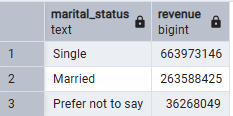 marital_status revenue
text bigint
1 Single 663973146
2 Married 263588425
3 Prefer not to say 36268049